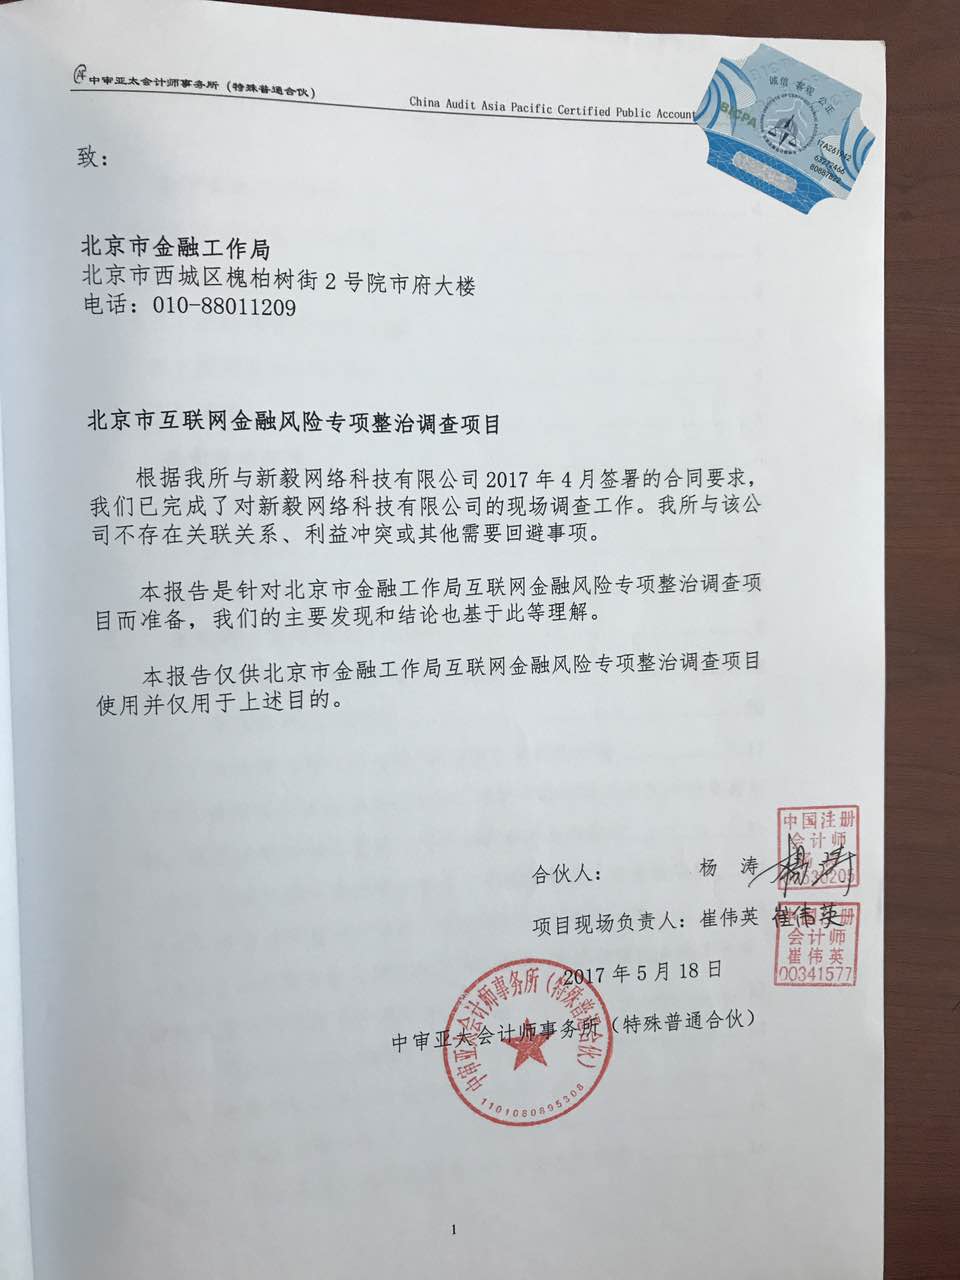 中审亚太会计师事务所（特殊普通合伙）
China Audit Asia Pacific Certified Public Account
诚信 客观 公正
BICPA
17A261942
致：
北京市金融工作局
北京市西城区槐柏树街 2 号院市府大楼
电话：010-88011209
北京市互联网金融风险专项整治调查项目
根据我所与新毅网络科技有限公司 2017 年 4 月签署的合同要求，
我们已完成了对新毅网络科技有限公司的现场调查工作。我所与该公
司不存在关联关系、利益冲突或其他需要回避事项。
本报告是针对北京市金融工作局互联网金融风险专项整治调查项
目而准备，我们的主要发现和结论也基于此等理解。
本报告仅供北京市金融工作局互联网金融风险专项整治调查项目
使用并仅用于上述目的。
中国注册
会计师
合伙人： 杨 涛
项目现场负责人：崔伟英 崔伟英
中国注册
会计师
崔伟英
00341577
2017 年 5 月 18 日
中审亚太会计师事务所（特殊普通合伙）
中审亚太会计师事务所（特殊普通合伙）
1101080895308
1